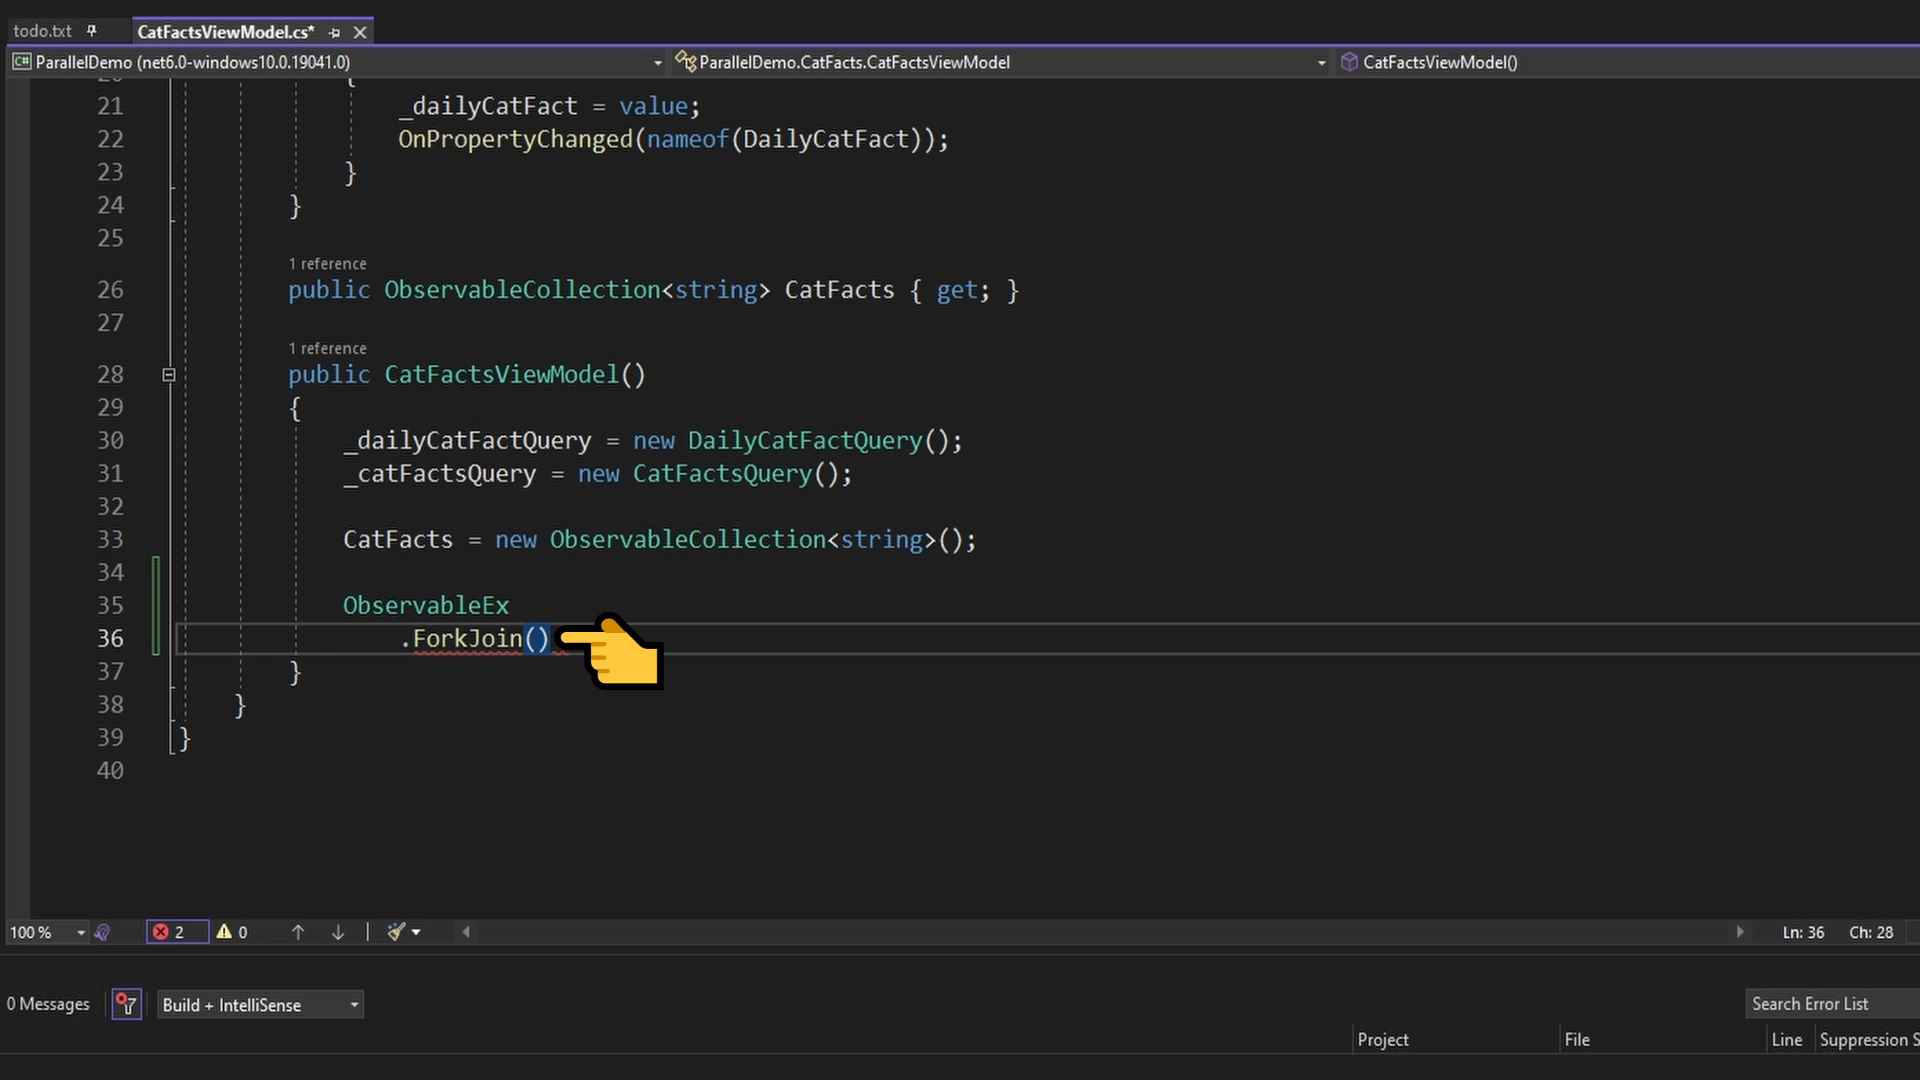 todo.txt
CatFactsViewModel.cs*
C# ParallelDemo (net6.0-windows10.0.19041.0)
ParallelDemo.CatFacts.CatFactsViewModel
CatFactsViewModel()
20 {
21 _dailyCatFact = value;
22 OnPropertyChanged(nameof(DailyCatFact));
23 }
24 }
25
1 reference
26 public ObservableCollection<string> CatFacts { get; }
27
1 reference
28 public CatFactsViewModel()
29 {
30 _dailyCatFactQuery = new DailyCatFactQuery();
31 _catFactsQuery = new CatFactsQuery();
32
33 CatFacts = new ObservableCollection<string>();
34
35 ObservableEx
36 .ForkJoin()
37 }
38 }
39 }
40
100 % 2 0 Ln: 36 Ch: 28
0 Messages Build + IntelliSense Search Error List
Project File Line Suppression S